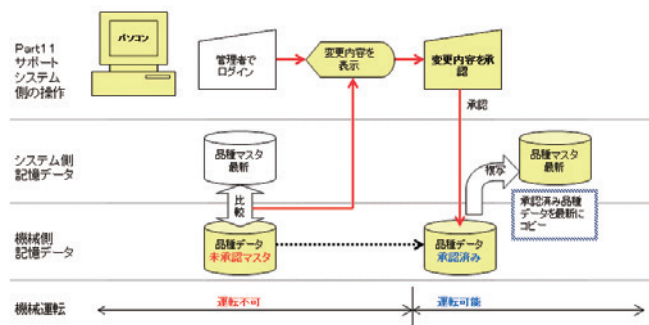 Part11
サポート
システム
側の操作
パソコン
管理者で
ログイン
変更内容を
表示
変更内容を承
認
承認
システム側
記憶データ
品種マスタ
最新
比較
複写
品種マスタ
最新
承認済み品種
データを最新に
コピー
機械側
記憶データ
品種データ
未承認マスタ
品種データ
承認済み
機械運転
運転不可
運転可能